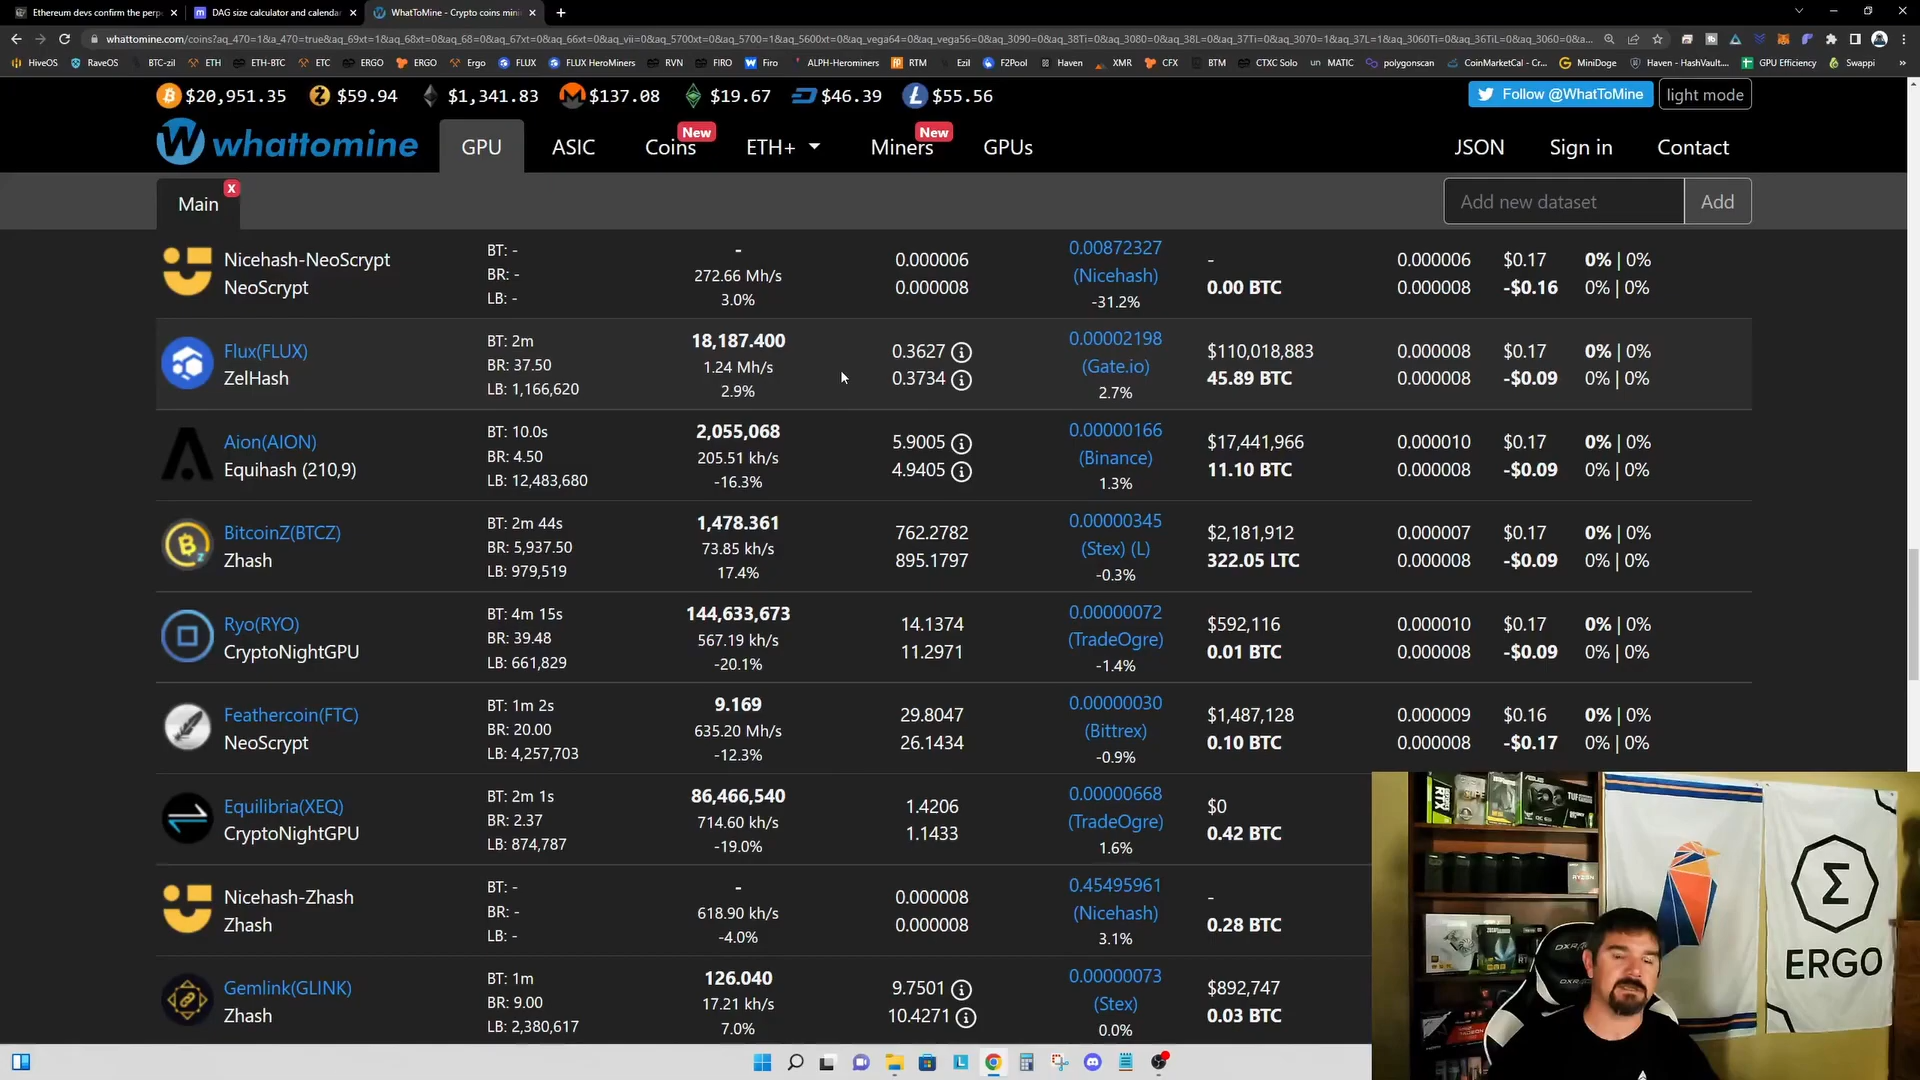 Ethereum devs confirm the perp
DAG size calculator and calenda
WhatToMine - Crypto coins mini
whattomine.com/coins?aq_470=1&a_470=true&aq_69xt=1&aq_68xt=0&aq_68=0&aq_67xt=0&aq_66xt=0&aq_vii=0&aq_5700xt=0&aq_5700=1&aq_5600xt=0&aq_vega64=0&aq_vega56=0&aq_3090=0&aq_38Ti=0&aq_3080=0&aq_38L=0&aq_37Ti=0&aq_3070=1&aq_37L=1&aq_3060Ti=0&aq_36TiL=0&aq_3060=0&a...
HiveOS RaveOS BTC-zil ETH ETH-BTC ETC ERGO ERGO Ergo FLUX FLUX HeroMiners RVN FIRO Firo ALPH-Herominers RTM Ezil F2Pool Haven XMR CFX BTM CTXC Solo MATIC polygonscan CoinMarketCal - Cr... MiniDoge Haven - HashVault.... GPU Efficiency Swappi
$20,951.35 $59.94 $1,341.83 $137.08 $19.67 $46.39 $55.56
Follow @WhatToMine light mode
whattomine GPU ASIC Coins New ETH+ Miners New GPUs JSON Sign in Contact
Main x Add new dataset Add
Nicehash-NeoScrypt
NeoScrypt
BT: -
BR: -
LB: -
-
272.66 Mh/s
3.0%
0.000006
0.000008
0.00872327
(Nicehash)
-31.2%
-
0.00 BTC
0.000006
0.000008
$0.17
-$0.16
0% | 0%
0% | 0%
Flux(FLUX)
ZelHash
BT: 2m
BR: 37.50
LB: 1,166,620
18,187.400
1.24 Mh/s
2.9%
0.3627
0.3734
0.00002198
(Gate.io)
2.7%
$110,018,883
45.89 BTC
0.000008
0.000008
$0.17
-$0.09
0% | 0%
0% | 0%
Aion(AION)
Equihash (210,9)
BT: 10.0s
BR: 4.50
LB: 12,483,680
2,055,068
205.51 kh/s
-16.3%
5.9005
4.9405
0.00000166
(Binance)
1.3%
$17,441,966
11.10 BTC
0.000010
0.000008
$0.17
-$0.09
0% | 0%
0% | 0%
BitcoinZ(BTCZ)
Zhash
BT: 2m 44s
BR: 5,937.50
LB: 979,519
1,478.361
73.85 kh/s
17.4%
762.2782
895.1797
0.00000345
(Stex) (L)
-0.3%
$2,181,912
322.05 LTC
0.000007
0.000008
$0.17
-$0.09
0% | 0%
0% | 0%
Ryo(RYO)
CryptoNightGPU
BT: 4m 15s
BR: 39.48
LB: 661,829
144,633,673
567.19 kh/s
-20.1%
14.1374
11.2971
0.00000072
(TradeOgre)
-1.4%
$592,116
0.01 BTC
0.000010
0.000008
$0.17
-$0.09
0% | 0%
0% | 0%
Feathercoin(FTC)
NeoScrypt
BT: 1m 2s
BR: 20.00
LB: 4,257,703
9.169
635.20 Mh/s
-12.3%
29.8047
26.1434
0.00000030
(Bittrex)
-0.9%
$1,487,128
0.10 BTC
0.000009
0.000008
$0.16
-$0.17
0% | 0%
0% | 0%
Equilibria(XEQ)
CryptoNightGPU
BT: 2m 1s
BR: 2.37
LB: 874,787
86,466,540
714.60 kh/s
-19.0%
1.4206
1.1433
0.00000668
(TradeOgre)
1.6%
$0
0.42 BTC
Nicehash-Zhash
Zhash
BT: -
BR: -
LB: -
-
618.90 kh/s
-4.0%
0.000008
0.000008
0.45495961
(Nicehash)
3.1%
-
0.28 BTC
Gemlink(GLINK)
Zhash
BT: 1m
BR: 9.00
LB: 2,380,617
126.040
17.21 kh/s
7.0%
9.7501
10.4271
0.00000073
(Stex)
0.0%
$892,747
0.03 BTC
Σ
ERGO